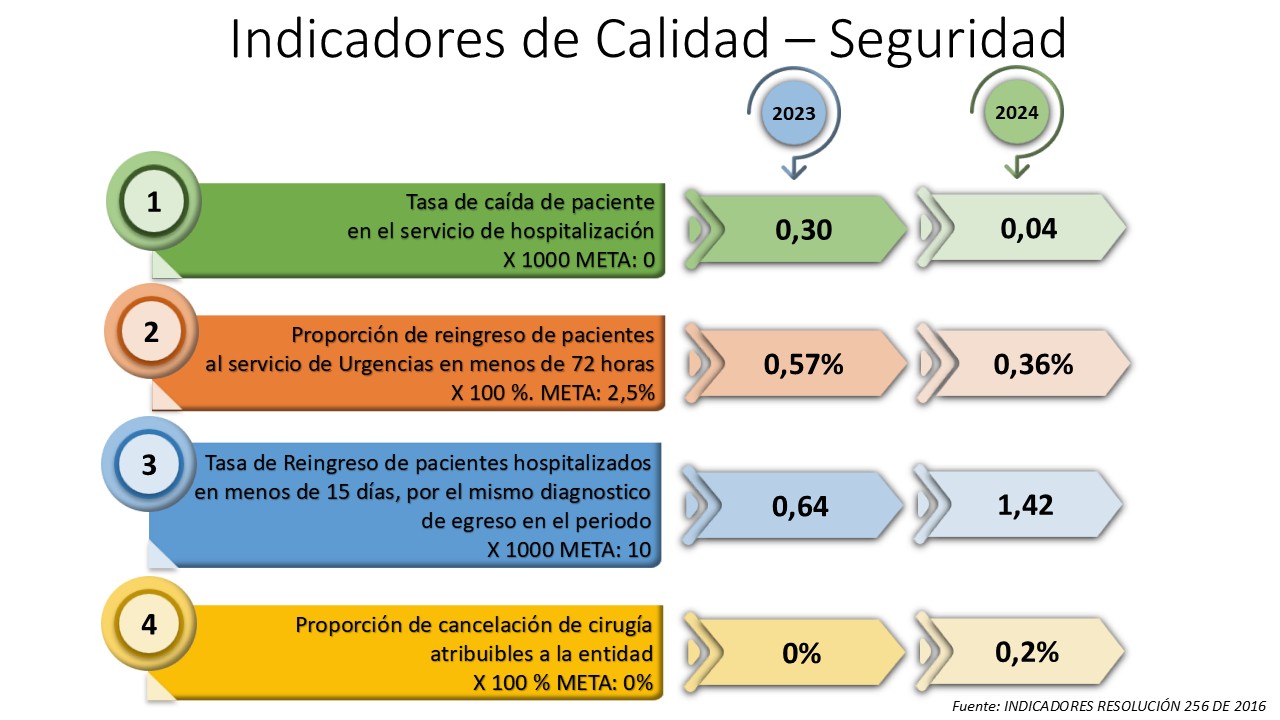 Indicadores de Calidad – Seguridad
2023
2024
1
Tasa de caída de paciente
en el servicio de hospitalización
X 1000 META: 0
0,30
0,04
2
Proporción de reingreso de pacientes
al servicio de Urgencias en menos de 72 horas
X 100 %. META: 2,5%
0,57%
0,36%
3
Tasa de Reingreso de pacientes hospitalizados
en menos de 15 días, por el mismo diagnostico
de egreso en el periodo
X 1000 META: 10
0,64
1,42
4
Proporción de cancelación de cirugía
atribuibles a la entidad
X 100 % META: 0%
0%
0,2%
Fuente: INDICADORES RESOLUCIÓN 256 DE 2016